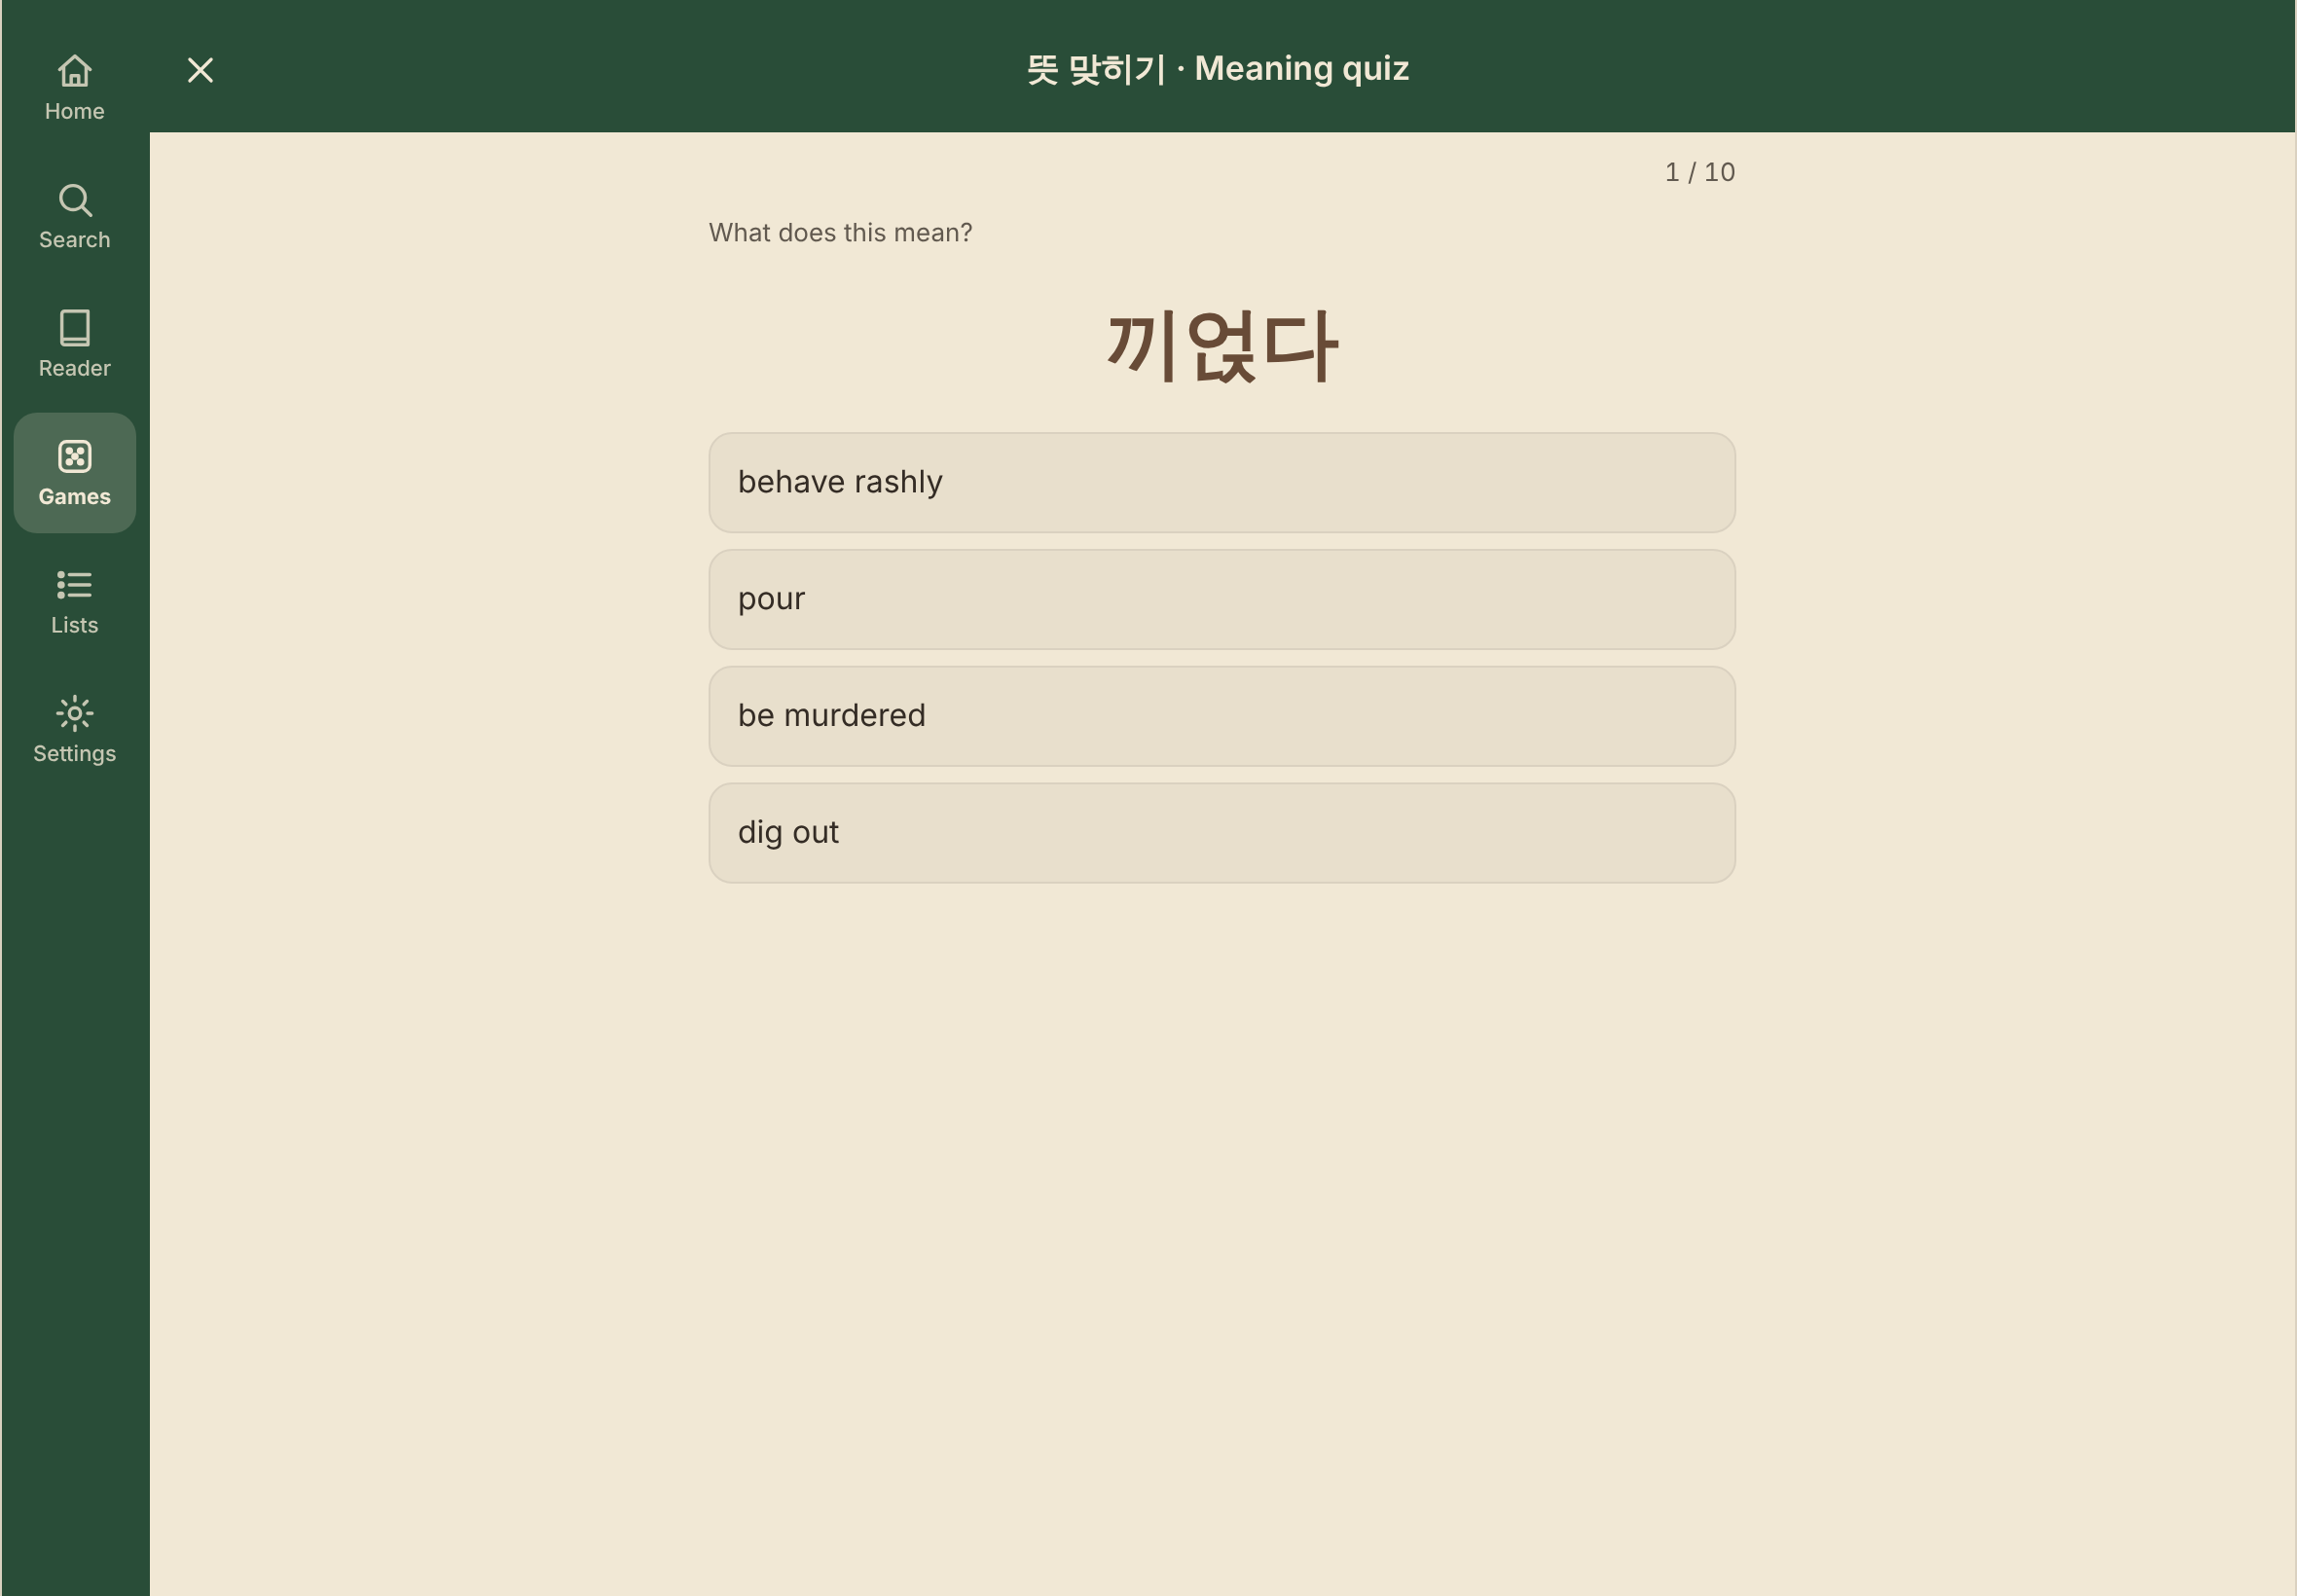 Home
Search
Reader
Games
Lists
Settings
뜻 맞히기 · Meaning quiz
1 / 10
What does this mean?
끼얹다
behave rashly
pour
be murdered
dig out